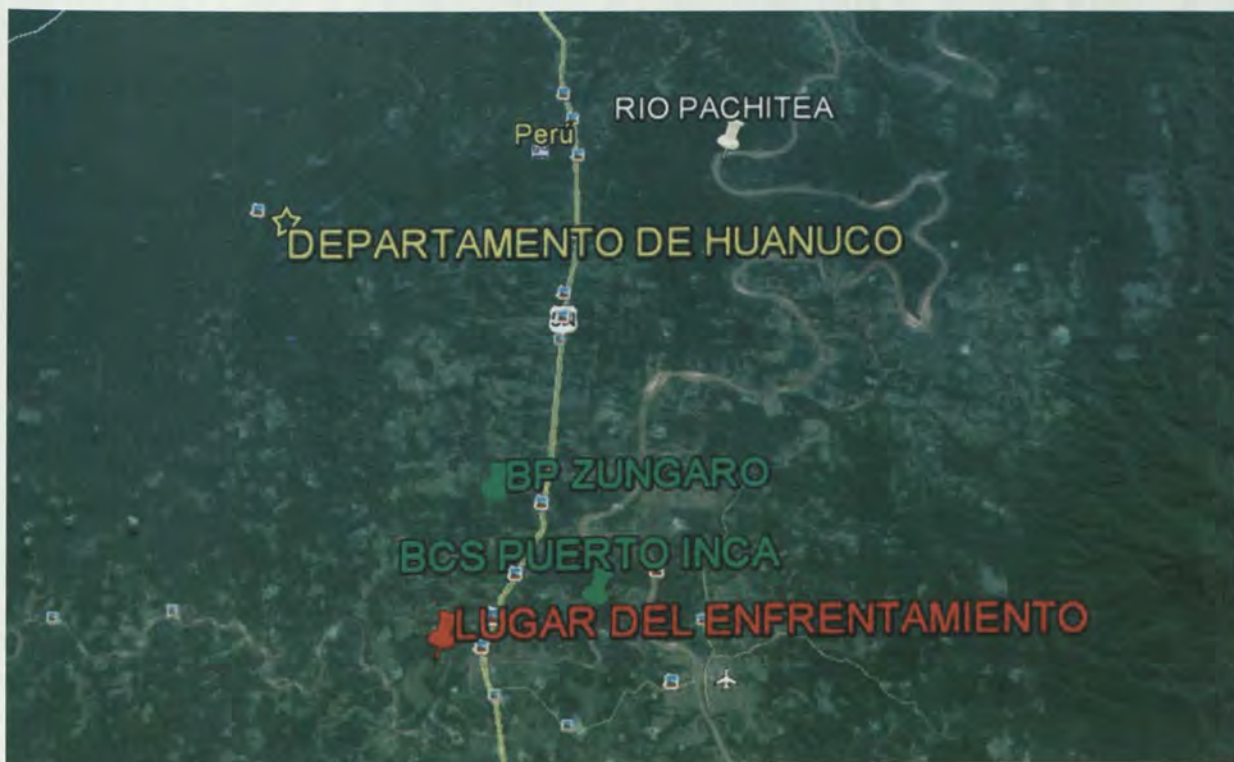 RIO PACHITEA
Perú
DEPARTAMENTO DE HUANUCO
BP ZUNGARO
BCS PUERTO INCA
LUGAR DEL ENFRENTAMIENTO